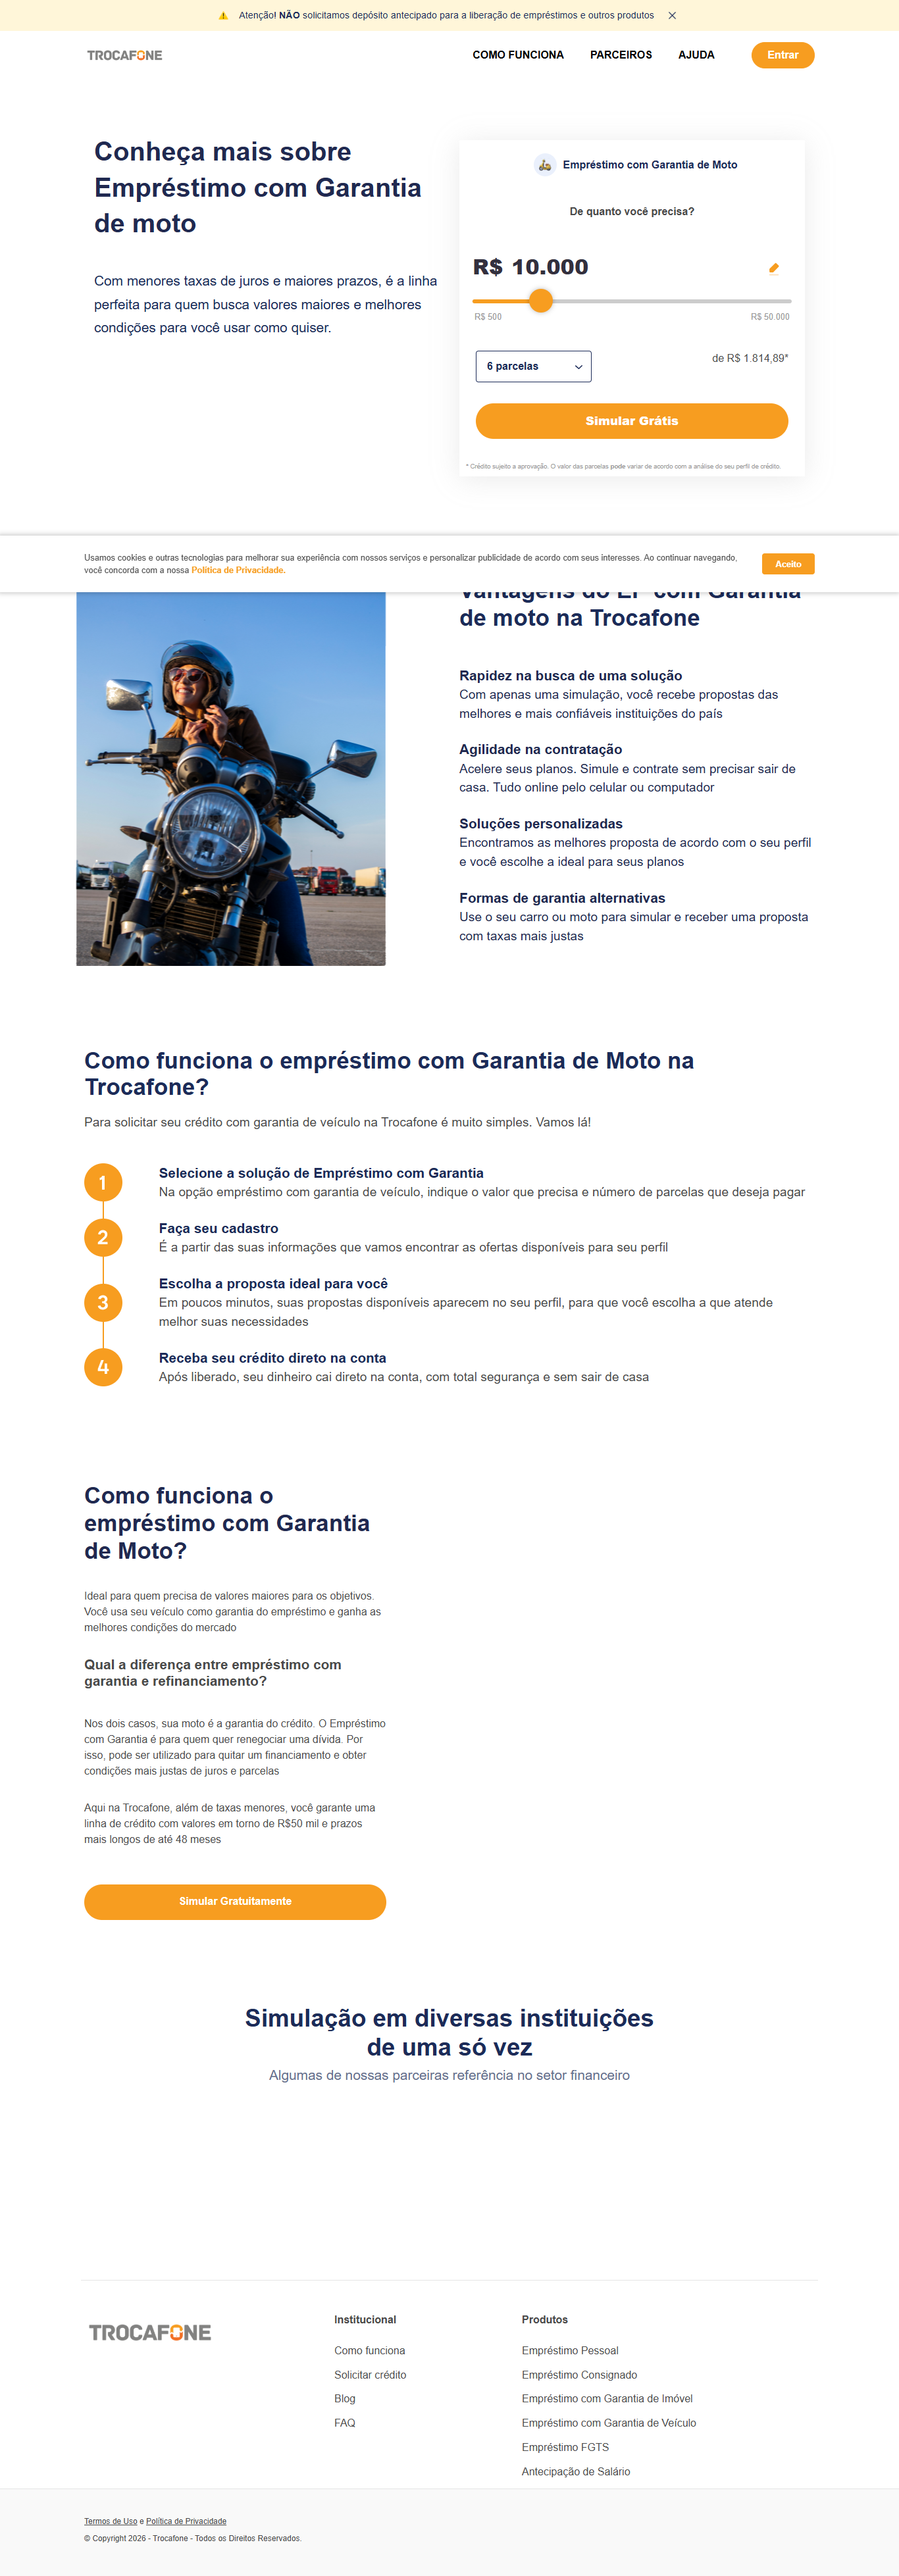 Atenção! NÃO solicitamos depósito antecipado para a liberação de empréstimos e outros produtos
TROCAFONE
COMO FUNCIONA
PARCEIROS
AJUDA
Entrar
Conheça mais sobre
Empréstimo com Garantia
de moto
Com menores taxas de juros e maiores prazos, é a linha
perfeita para quem busca valores maiores e melhores
condições para você usar como quiser.
Empréstimo com Garantia de Moto
De quanto você precisa?
R$ 10.000
R$ 500
R$ 50.000
6 parcelas
de R$ 1.814,89*
Simular Grátis
* Crédito sujeito a aprovação. O valor das parcelas pode variar de acordo com a análise do seu perfil de crédito.
Usamos cookies e outras tecnologias para melhorar sua experiência com nossos serviços e personalizar publicidade de acordo com seus interesses. Ao continuar navegando,
você concorda com a nossa Política de Privacidade.
Aceito
Vantagens do EP com Garantia
de moto na Trocafone
Rapidez na busca de uma solução
Com apenas uma simulação, você recebe propostas das
melhores e mais confiáveis instituições do país
Agilidade na contratação
Acelere seus planos. Simule e contrate sem precisar sair de
casa. Tudo online pelo celular ou computador
Soluções personalizadas
Encontramos as melhores proposta de acordo com o seu perfil
e você escolhe a ideal para seus planos
Formas de garantia alternativas
Use o seu carro ou moto para simular e receber uma proposta
com taxas mais justas
Como funciona o empréstimo com Garantia de Moto na
Trocafone?
Para solicitar seu crédito com garantia de veículo na Trocafone é muito simples. Vamos lá!
1
Selecione a solução de Empréstimo com Garantia
Na opção empréstimo com garantia de veículo, indique o valor que precisa e número de parcelas que deseja pagar
2
Faça seu cadastro
É a partir das suas informações que vamos encontrar as ofertas disponíveis para seu perfil
3
Escolha a proposta ideal para você
Em poucos minutos, suas propostas disponíveis aparecem no seu perfil, para que você escolha a que atende
melhor suas necessidades
4
Receba seu crédito direto na conta
Após liberado, seu dinheiro cai direto na conta, com total segurança e sem sair de casa
Como funciona o
empréstimo com Garantia
de Moto?
Ideal para quem precisa de valores maiores para os objetivos.
Você usa seu veículo como garantia do empréstimo e ganha as
melhores condições do mercado
Qual a diferença entre empréstimo com
garantia e refinanciamento?
Nos dois casos, sua moto é a garantia do crédito. O Empréstimo
com Garantia é para quem quer renegociar uma dívida. Por
isso, pode ser utilizado para quitar um financiamento e obter
condições mais justas de juros e parcelas
Aqui na Trocafone, além de taxas menores, você garante uma
linha de crédito com valores em torno de R$50 mil e prazos
mais longos de até 48 meses
Simular Gratuitamente
Simulação em diversas instituições
de uma só vez
Algumas de nossas parceiras referência no setor financeiro
TROCAFONE
Institucional
Como funciona
Solicitar crédito
Blog
FAQ
Produtos
Empréstimo Pessoal
Empréstimo Consignado
Empréstimo com Garantia de Imóvel
Empréstimo com Garantia de Veículo
Empréstimo FGTS
Antecipação de Salário
Termos de Uso e Política de Privacidade
© Copyright 2026 - Trocafone - Todos os Direitos Reservados.